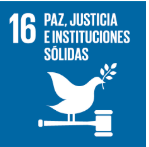 16 PAZ, JUSTICIA
E INSTITUCIONES
SÓLIDAS